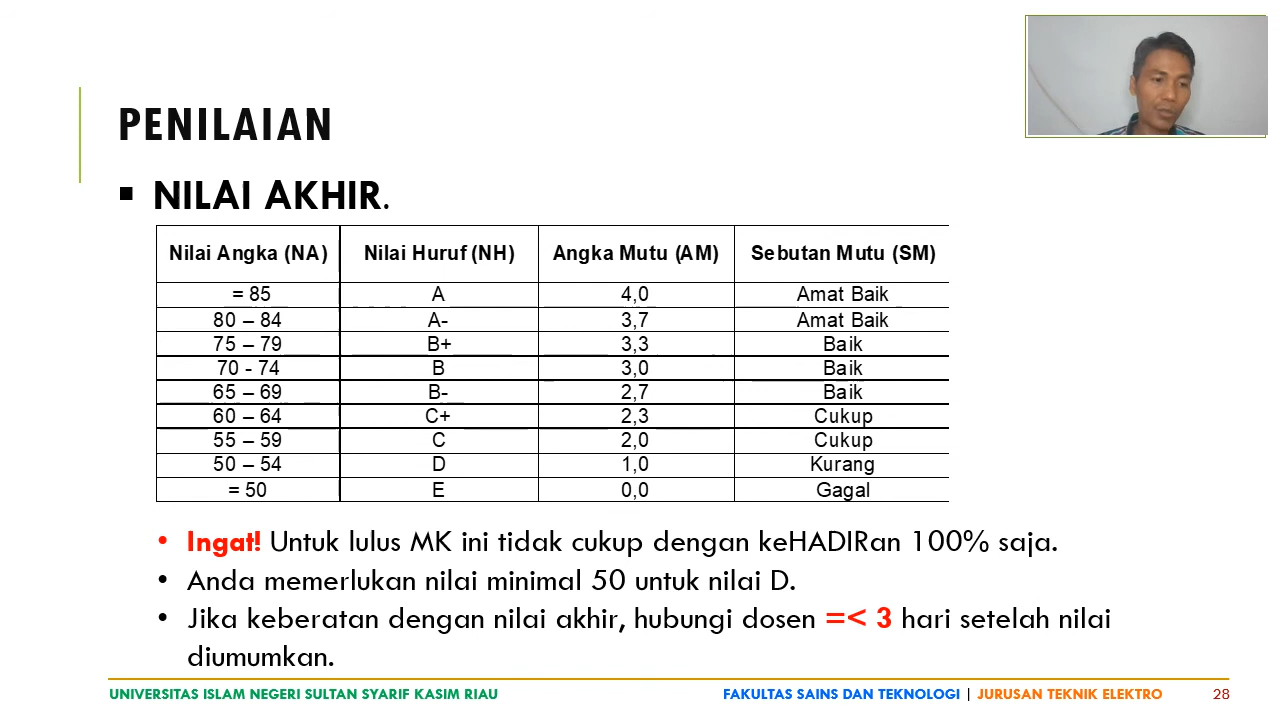 PENILAIAN
▪ NILAI AKHIR.
Nilai Angka (NA) Nilai Huruf (NH) Angka Mutu (AM) Sebutan Mutu (SM)
= 85 A 4,0 Amat Baik
80 – 84 A- 3,7 Amat Baik
75 – 79 B+ 3,3 Baik
70 - 74 B 3,0 Baik
65 – 69 B- 2,7 Baik
60 – 64 C+ 2,3 Cukup
55 – 59 C 2,0 Cukup
50 – 54 D 1,0 Kurang
= 50 E 0,0 Gagal
• Ingat! Untuk lulus MK ini tidak cukup dengan keHADIRan 100% saja.
• Anda memerlukan nilai minimal 50 untuk nilai D.
• Jika keberatan dengan nilai akhir, hubungi dosen =< 3 hari setelah nilai
diumumkan.
UNIVERSITAS ISLAM NEGERI SULTAN SYARIF KASIM RIAU FAKULTAS SAINS DAN TEKNOLOGI | JURUSAN TEKNIK ELEKTRO 28